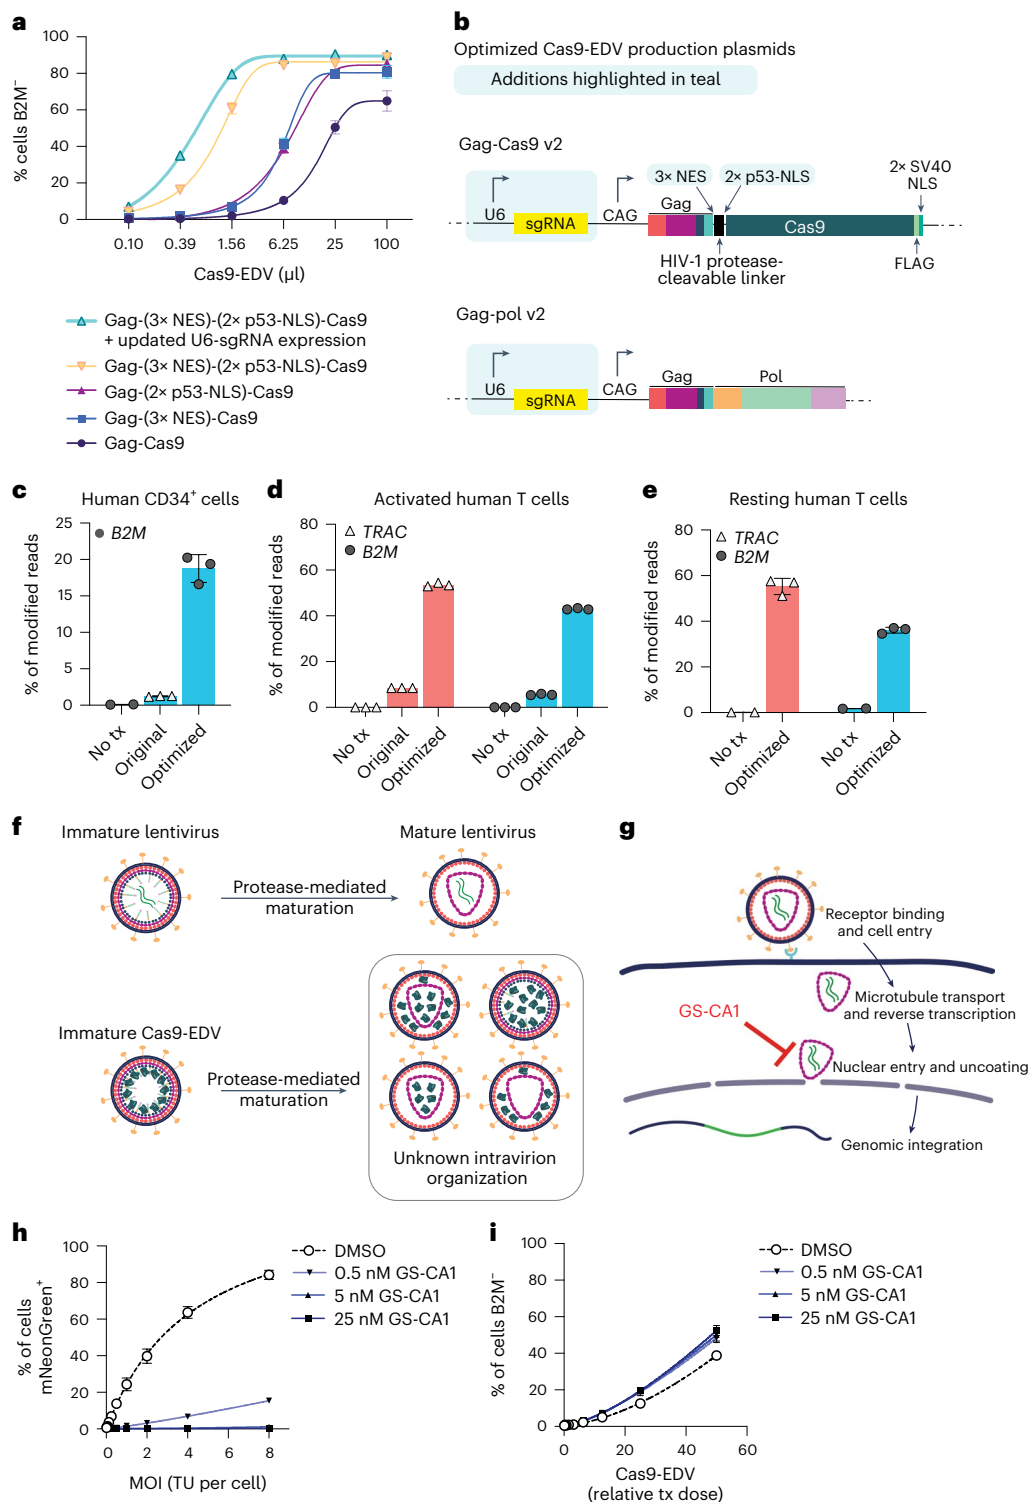 a
100
80
60
40
20
0
% cells B2M⁻
0.10 0.39 1.56 6.25 25 100
Cas9-EDV (µl)
Gag-(3× NES)-(2× p53-NLS)-Cas9
+ updated U6-sgRNA expression
Gag-(3× NES)-(2× p53-NLS)-Cas9
Gag-(2× p53-NLS)-Cas9
Gag-(3× NES)-Cas9
Gag-Cas9
b
Optimized Cas9-EDV production plasmids
Additions highlighted in teal
Gag-Cas9 v2
3× NES
2× p53-NLS
2× SV40
NLS
U6
sgRNA
CAG
Gag
Cas9
HIV-1 protease-
cleavable linker
FLAG
Gag-pol v2
U6
sgRNA
CAG
Gag
Pol
c
Human CD34⁺ cells
25
20
15
10
5
0
% of modified reads
B2M
No tx
Original
Optimized
d
Activated human T cells
80
60
40
20
0
% of modified reads
TRAC
B2M
No tx
Original
Optimized
No tx
Original
Optimized
e
Resting human T cells
80
60
40
20
0
% of modified reads
TRAC
B2M
No tx
Optimized
No tx
Optimized
f
Immature lentivirus
Mature lentivirus
Protease-mediated
maturation
Immature Cas9-EDV
Protease-mediated
maturation
Unknown intravirion
organization
g
Receptor binding
and cell entry
Microtubule transport
and reverse transcription
GS-CA1
Nuclear entry and uncoating
Genomic integration
h
100
80
60
40
20
0
% of cells
mNeonGreen⁺
0 2 4 6 8
MOI (TU per cell)
DMSO
0.5 nM GS-CA1
5 nM GS-CA1
25 nM GS-CA1
i
100
80
60
40
20
0
% of cells B2M⁻
0 20 40 60
Cas9-EDV
(relative tx dose)
DMSO
0.5 nM GS-CA1
5 nM GS-CA1
25 nM GS-CA1